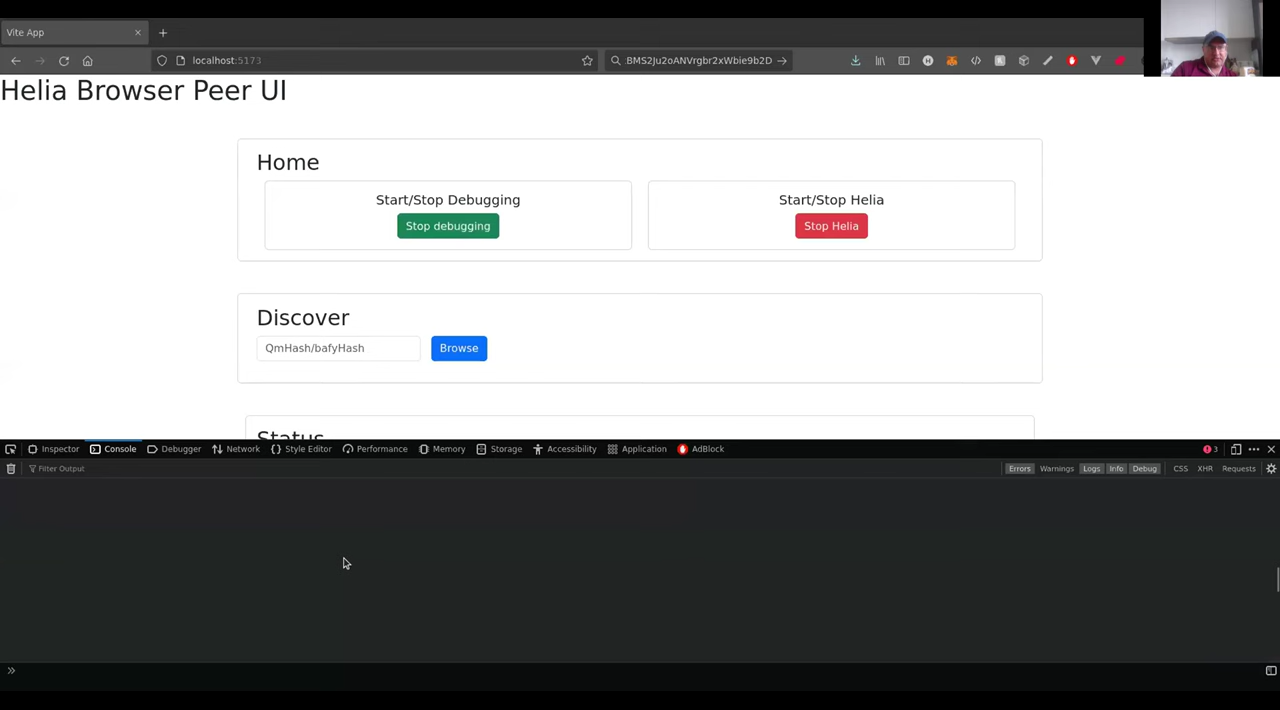 Vite App
localhost:5173
BMS2Ju2oANVrgbr2xWbie9b2D
Helia Browser Peer UI
Home
Start/Stop Debugging
Stop debugging
Start/Stop Helia
Stop Helia
Discover
QmHash/bafyHash
Browse
Status
Inspector Console Debugger Network Style Editor Performance Memory Storage Accessibility Application AdBlock 3
Filter Output Errors Warnings Logs Info Debug CSS XHR Requests